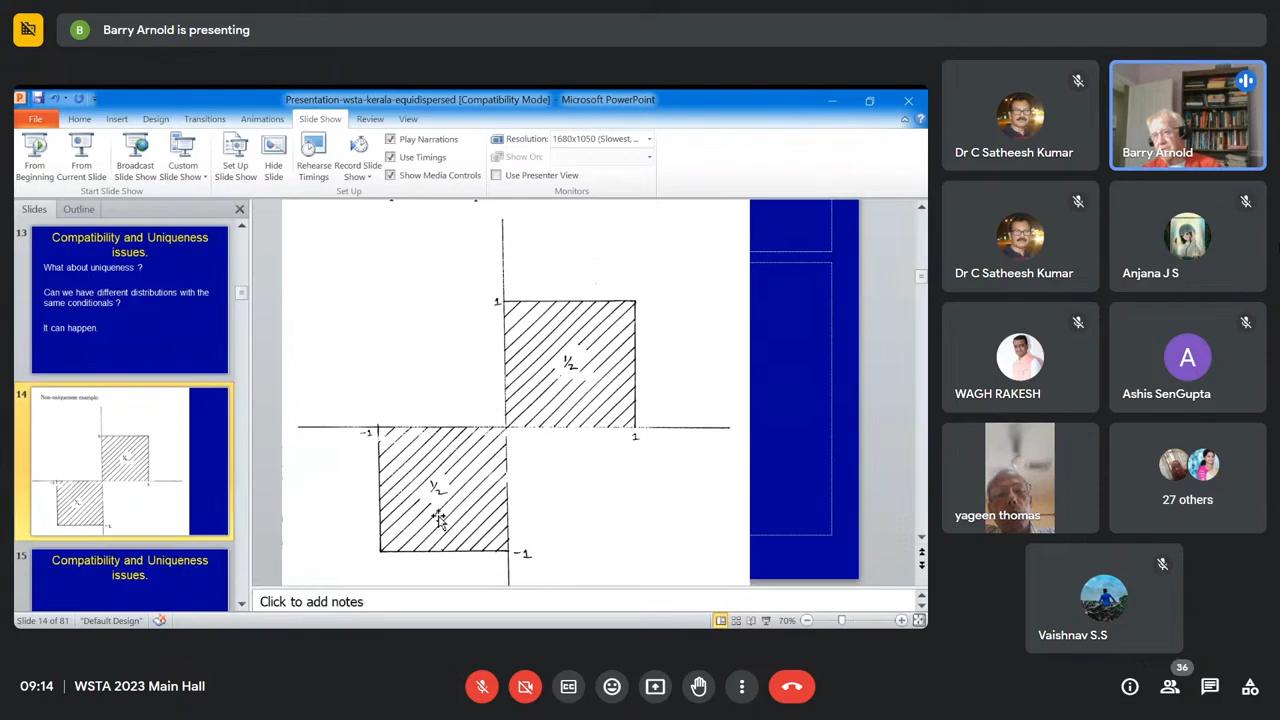 B
Barry Arnold is presenting
Presentation-wsta-kerala-equidispersed [Compatibility Mode] - Microsoft PowerPoint
File Home Insert Design Transitions Animations Slide Show Review View
From Beginning
From Current Slide
Broadcast Slide Show
Custom Slide Show
Set Up Slide Show
Hide Slide
Rehearse Timings
Record Slide Show
Play Narrations
Use Timings
Show Media Controls
Resolution: 1680x1050 (Slowest, ...
Show On:
Use Presenter View
Start Slide Show
Set Up
Monitors
Slides Outline
13
Compatibility and Uniqueness
issues.
What about uniqueness ?
Can we have different distributions with the
same conditionals ?
It can happen.
14
Non-uniqueness example:
15
Compatibility and Uniqueness
issues.
1
1/2
-1
1
1/2
-1
Click to add notes
Slide 14 of 81 "Default Design" 70%
Dr C Satheesh Kumar
Barry Arnold
Dr C Satheesh Kumar
Anjana J S
WAGH RAKESH
A
Ashis SenGupta
yageen thomas
27 others
Vaishnav S.S
09:14 WSTA 2023 Main Hall
36